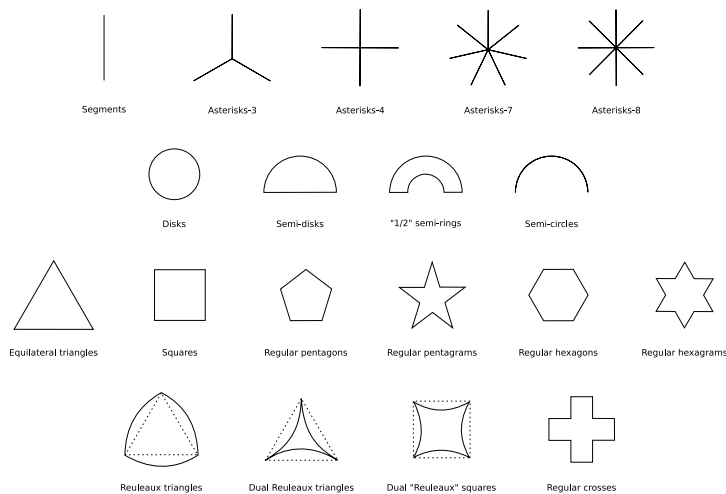 Segments Asterisks-3 Asterisks-4 Asterisks-7 Asterisks-8
Disks Semi-disks "1/2" semi-rings Semi-circles
Equilateral triangles Squares Regular pentagons Regular pentagrams Regular hexagons Regular hexagrams
Reuleaux triangles Dual Reuleaux triangles Dual "Reuleaux" squares Regular crosses